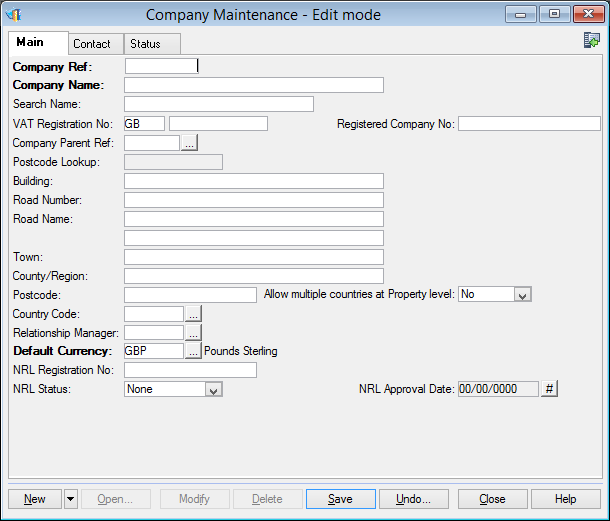 Company Maintenance - Edit mode
Main Contact Status
Company Ref:
Company Name:
Search Name:
VAT Registration No: GB Registered Company No:
Company Parent Ref: ...
Postcode Lookup:
Building:
Road Number:
Road Name:
Town:
County/Region:
Postcode: Allow multiple countries at Property level: No
Country Code: ...
Relationship Manager: ...
Default Currency: GBP ... Pounds Sterling
NRL Registration No:
NRL Status: None NRL Approval Date: 00/00/0000 #
New Open... Modify Delete Save Undo... Close Help